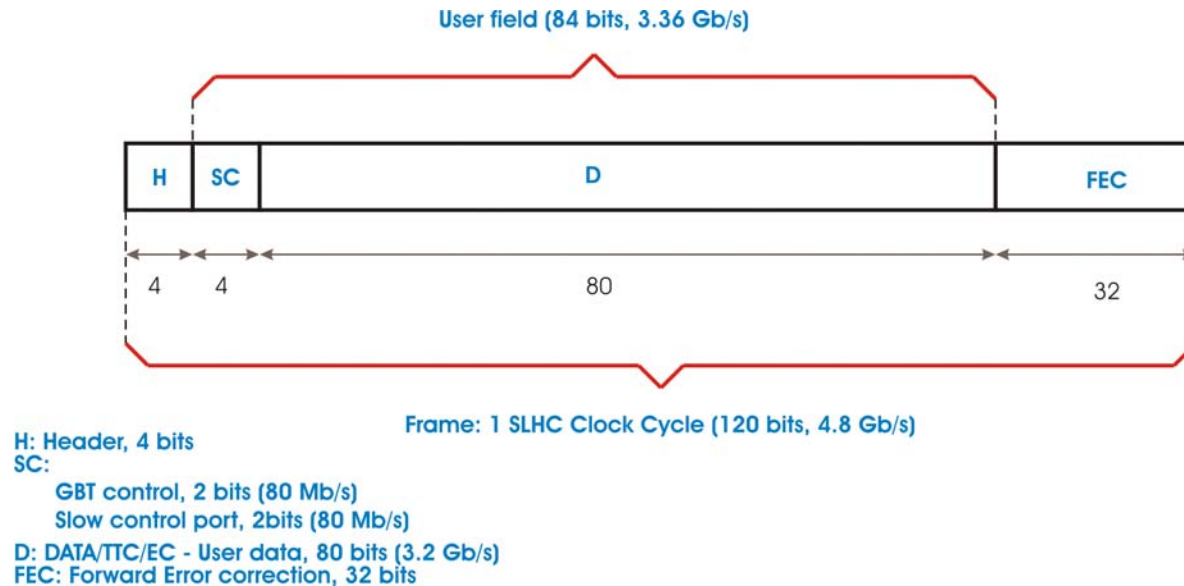 User field (84 bits, 3.36 Gb/s)
H SC D FEC
4 4 80 32
Frame: 1 SLHC Clock Cycle (120 bits, 4.8 Gb/s)
H: Header, 4 bits
SC:
GBT control, 2 bits (80 Mb/s)
Slow control port, 2bits (80 Mb/s)
D: DATA/TTC/EC - User data, 80 bits (3.2 Gb/s)
FEC: Forward Error correction, 32 bits